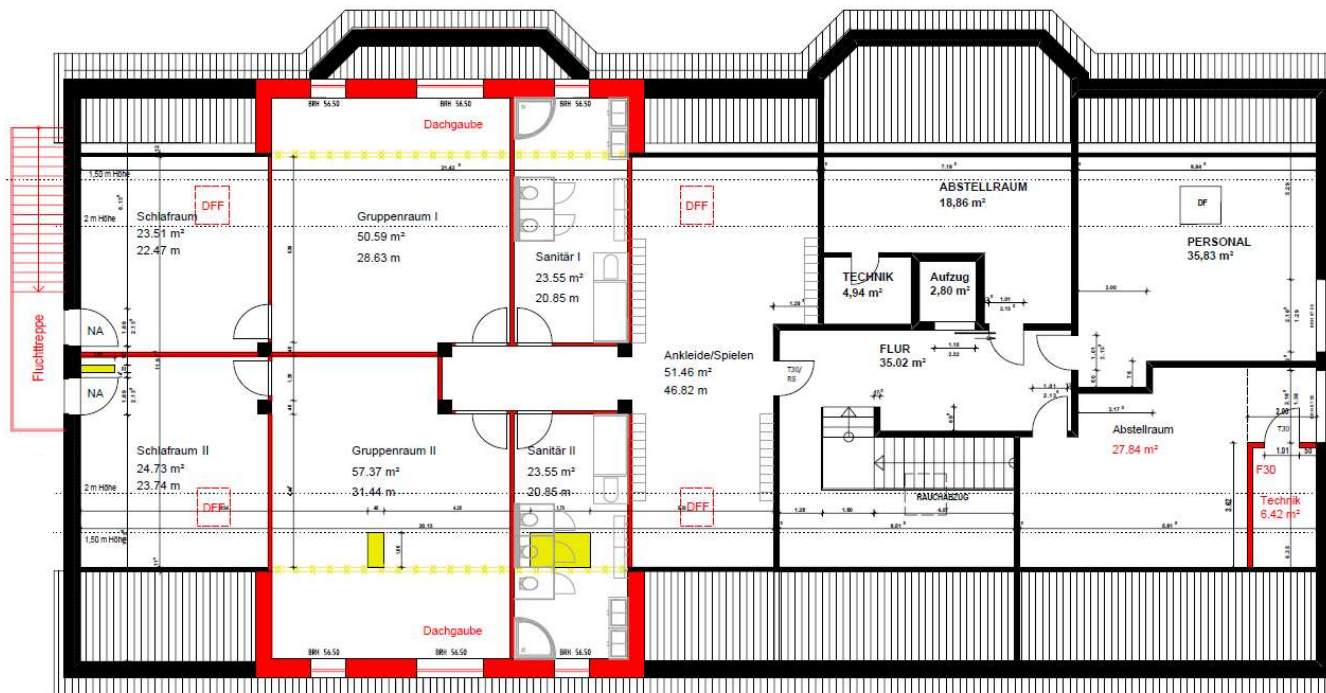 BRH 56.50
BRH 56.50
BRH 56.50
Dachgaube
1,50 m Höhe
2 m Höhe
Schlafraum
23.51 m²
22.47 m
DFF
Gruppenraum I
50.59 m²
28.63 m
Sanitär I
23.55 m²
20.85 m
DFF
ABSTELLRAUM
18,86 m²
TECHNIK
4,94 m²
Aufzug
2,80 m²
DF
PERSONAL
35,83 m²
Fluchttreppe
NA
NA
Ankleide/Spielen
51.46 m²
46.82 m
T30/
RS
FLUR
35.02 m²
Schlafraum II
24.73 m²
23.74 m
DFF
2 m Höhe
1,50 m Höhe
Gruppenraum II
57.37 m²
31.44 m
Sanitär II
23.55 m²
20.85 m
DFF
RAUCHABZUG
Abstellraum
27.84 m²
T30
F30
Technik
6.42 m²
Dachgaube
BRH 56.50
BRH 56.50
BRH 56.50